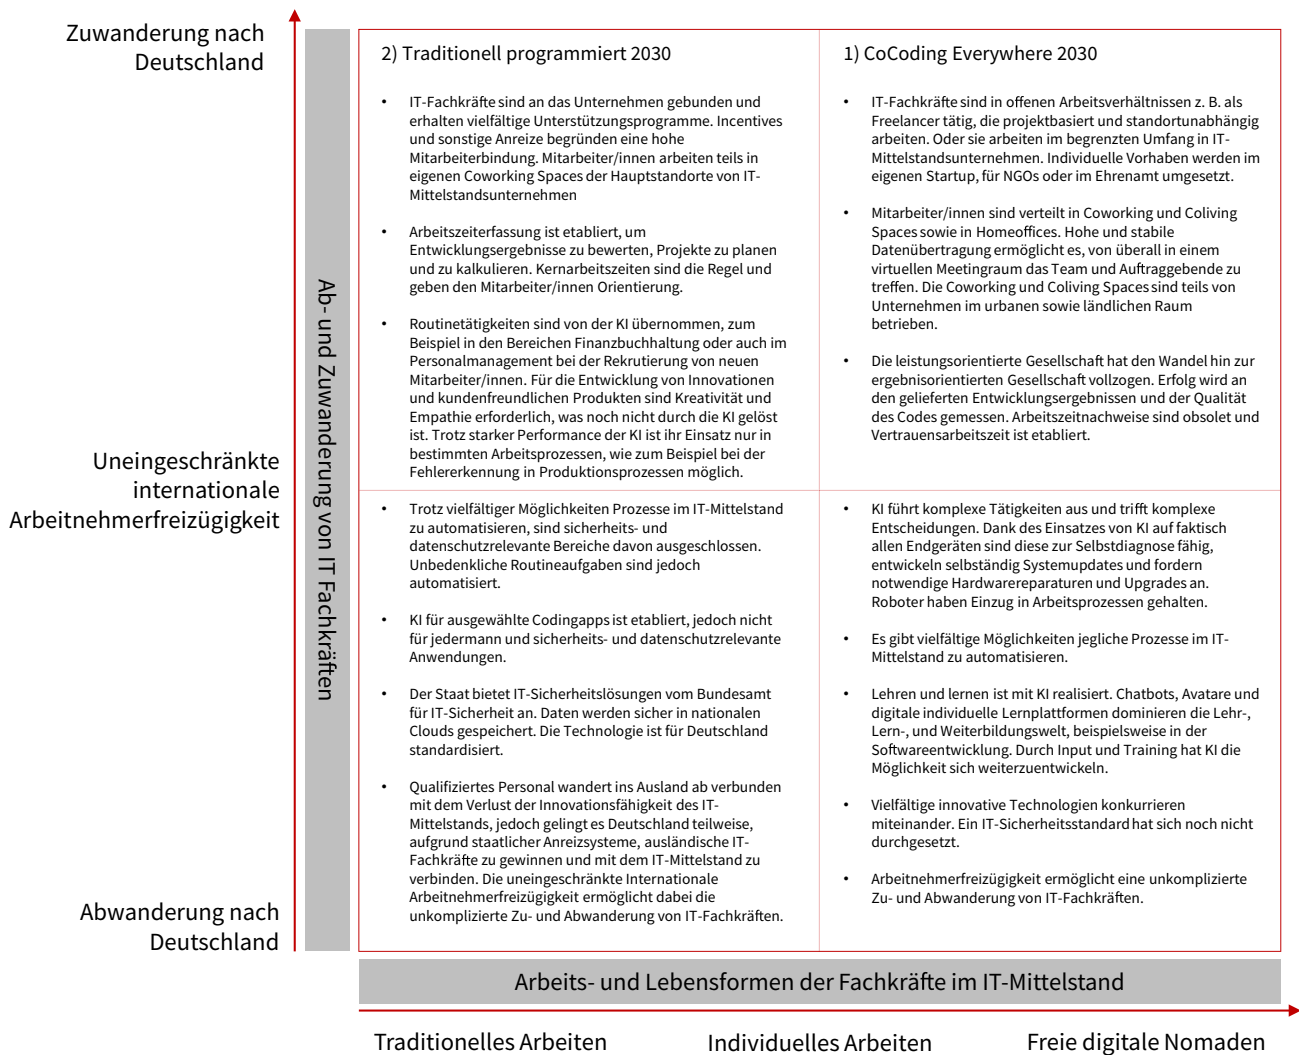 Zuwanderung nach
Deutschland
Uneingeschränkte
internationale
Arbeitnehmerfreizügigkeit
Abwanderung nach
Deutschland
Ab- und Zuwanderung von IT Fachkräften
2) Traditionell programmiert 2030
• IT-Fachkräfte sind an das Unternehmen gebunden und
erhalten vielfältige Unterstützungsprogramme. Incentives
und sonstige Anreize begründen eine hohe
Mitarbeiterbindung. Mitarbeiter/innen arbeiten teils in
eigenen Coworking Spaces der Hauptstandorte von IT-
Mittelstandsunternehmen
• Arbeitszeiterfassung ist etabliert, um
Entwicklungsergebnisse zu bewerten, Projekte zu planen
und zu kalkulieren. Kernarbeitszeiten sind die Regel und
geben den Mitarbeiter/innen Orientierung.
• Routinetätigkeiten sind von der KI übernommen, zum
Beispiel in den Bereichen Finanzbuchhaltung oder auch im
Personalmanagement bei der Rekrutierung von neuen
Mitarbeiter/innen. Für die Entwicklung von Innovationen
und kundenfreundlichen Produkten sind Kreativität und
Empathie erforderlich, was noch nicht durch die KI gelöst
ist. Trotz starker Performance der KI ist ihr Einsatz nur in
bestimmten Arbeitsprozessen, wie zum Beispiel bei der
Fehlererkennung in Produktionsprozessen möglich.
• Trotz vielfältiger Möglichkeiten Prozesse im IT-Mittelstand
zu automatisieren, sind sicherheits- und
datenschutzrelevante Bereiche davon ausgeschlossen.
Unbedenkliche Routineaufgaben sind jedoch
automatisiert.
• KI für ausgewählte Codingapps ist etabliert, jedoch nicht
für jedermann und sicherheits- und datenschutzrelevante
Anwendungen.
• Der Staat bietet IT-Sicherheitslösungen vom Bundesamt
für IT-Sicherheit an. Daten werden sicher in nationalen
Clouds gespeichert. Die Technologie ist für Deutschland
standardisiert.
• Qualifiziertes Personal wandert ins Ausland ab verbunden
mit dem Verlust der Innovationsfähigkeit des IT-
Mittelstands, jedoch gelingt es Deutschland teilweise,
aufgrund staatlicher Anreizsysteme, ausländische IT-
Fachkräfte zu gewinnen und mit dem IT-Mittelstand zu
verbinden. Die uneingeschränkte Internationale
Arbeitnehmerfreizügigkeit ermöglicht dabei die
unkomplizierte Zu- und Abwanderung von IT-Fachkräften.
1) CoCoding Everywhere 2030
• IT-Fachkräfte sind in offenen Arbeitsverhältnissen z. B. als
Freelancer tätig, die projektbasiert und standortunabhängig
arbeiten. Oder sie arbeiten im begrenzten Umfang in IT-
Mittelstandsunternehmen. Individuelle Vorhaben werden im
eigenen Startup, für NGOs oder im Ehrenamt umgesetzt.
• Mitarbeiter/innen sind verteilt in Coworking und Coliving
Spaces sowie in Homeoffices. Hohe und stabile
Datenübertragung ermöglicht es, von überall in einem
virtuellen Meetingraum das Team und Auftraggebende zu
treffen. Die Coworking und Coliving Spaces sind teils von
Unternehmen im urbanen sowie ländlichen Raum
betrieben.
• Die leistungsorientierte Gesellschaft hat den Wandel hin zur
ergebnisorientierten Gesellschaft vollzogen. Erfolg wird an
den gelieferten Entwicklungsergebnissen und der Qualität
des Codes gemessen. Arbeitszeitnachweise sind obsolet und
Vertrauensarbeitszeit ist etabliert.
• KI führt komplexe Tätigkeiten aus und trifft komplexe
Entscheidungen. Dank des Einsatzes von KI auf faktisch
allen Endgeräten sind diese zur Selbstdiagnose fähig,
entwickeln selbständig Systemupdates und fordern
notwendige Hardwarereparaturen und Upgrades an.
Roboter haben Einzug in Arbeitsprozessen gehalten.
• Es gibt vielfältige Möglichkeiten jegliche Prozesse im IT-
Mittelstand zu automatisieren.
• Lehren und lernen ist mit KI realisiert. Chatbots, Avatare und
digitale individuelle Lernplattformen dominieren die Lehr-,
Lern-, und Weiterbildungswelt, beispielsweise in der
Softwareentwicklung. Durch Input und Training hat KI die
Möglichkeit sich weiterzuentwickeln.
• Vielfältige innovative Technologien konkurrieren
miteinander. Ein IT-Sicherheitsstandard hat sich noch nicht
durchgesetzt.
• Arbeitnehmerfreizügigkeit ermöglicht eine unkomplizierte
Zu- und Abwanderung von IT-Fachkräften.
Arbeits- und Lebensformen der Fachkräfte im IT-Mittelstand
Traditionelles Arbeiten
Individuelles Arbeiten
Freie digitale Nomaden